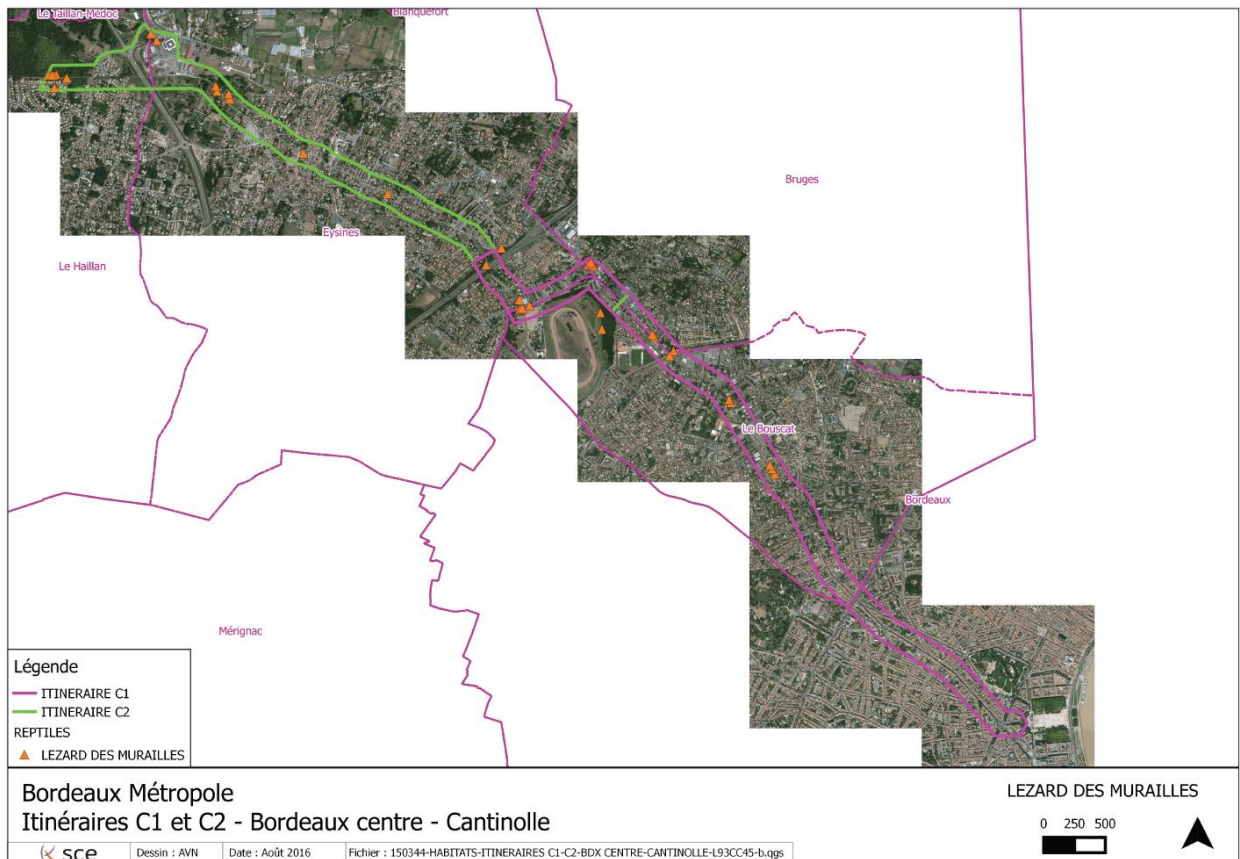 Le Taillan-Médoc
Blanquefort
Bruges
Eysines
Le Haillan
Le Bouscat
Bordeaux
Mérignac
Légende
ITINERAIRE C1
ITINERAIRE C2
REPTILES
LEZARD DES MURAILLES
Bordeaux Métropole
Itinéraires C1 et C2 - Bordeaux centre - Cantinolle
LEZARD DES MURAILLES
0 250 500
sce
Dessin : AVN
Date : Août 2016
Fichier : 150344-HABITATS-ITINERAIRES C1-C2-BDX CENTRE-CANTINOLLE-L93CC45-b.qgs